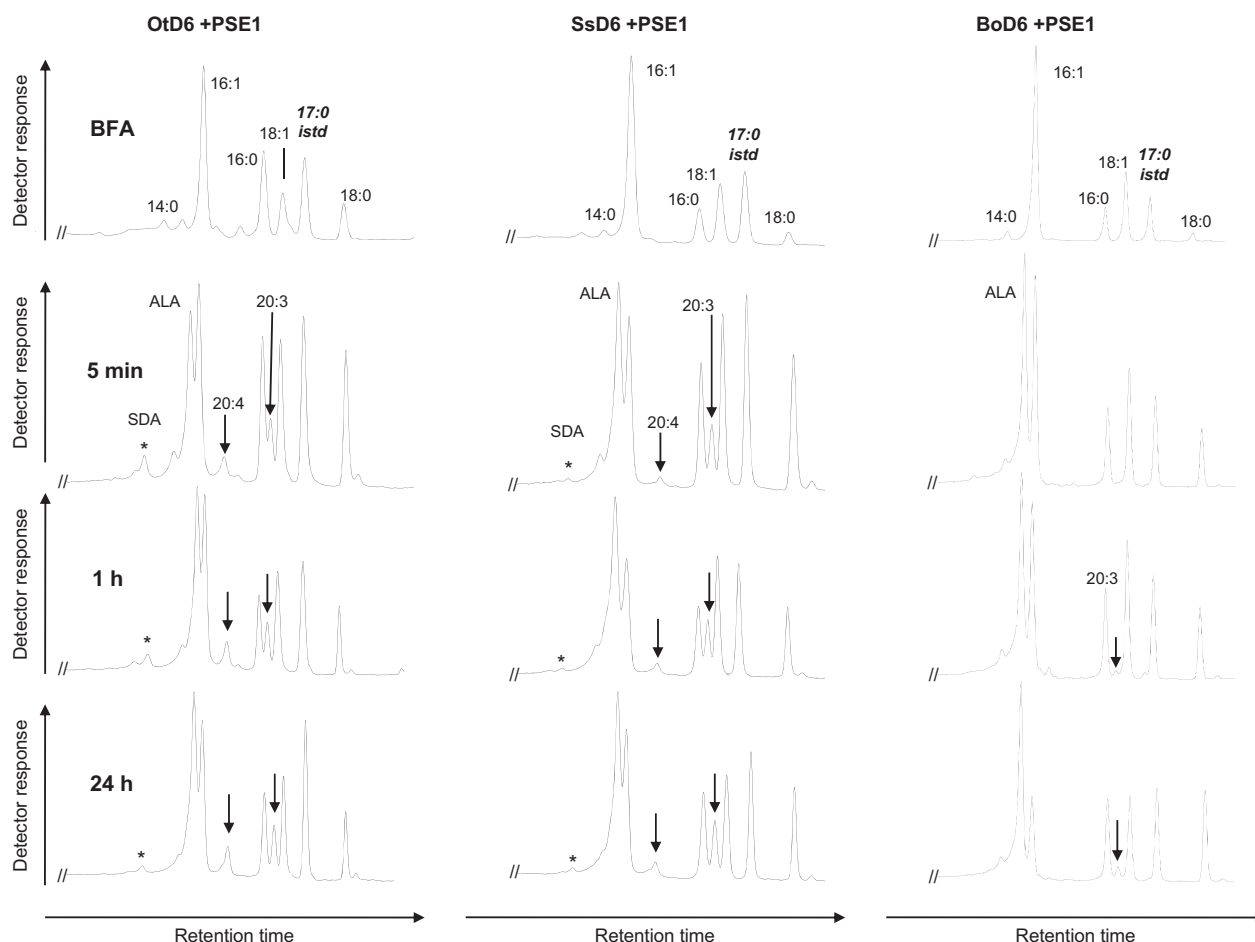 OtD6 +PSE1
SsD6 +PSE1
BoD6 +PSE1
Detector response
BFA
14:0
16:1
16:0
18:1
17:0
istd
18:0
//
14:0
16:1
16:0
18:1
17:0
istd
18:0
//
14:0
16:1
16:0
18:1
17:0
istd
18:0
//
Detector response
5 min
SDA
*
ALA
20:4
20:3
//
SDA
*
ALA
20:4
20:3
//
ALA
//
Detector response
1 h
*
//
*
//
20:3
//
Detector response
24 h
*
//
*
//
//
Retention time
Retention time
Retention time